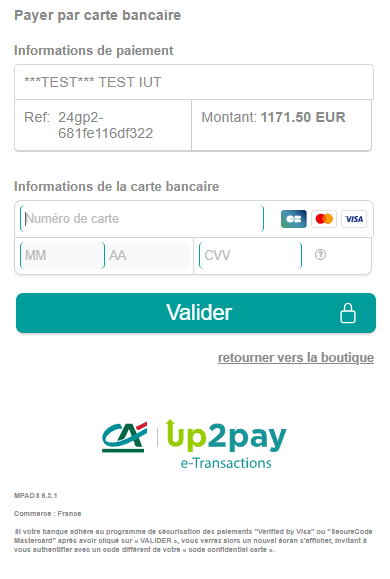 Payer par carte bancaire
Informations de paiement
***TEST*** TEST IUT
Ref: 24gp2-
681fe116df322
Montant: 1171.50 EUR
Informations de la carte bancaire
Numéro de carte
CB
VISA
MM AA CVV
Valider
retourner vers la boutique
CA up2pay
e-Transactions
MPAD8 6.3.1
Commerce : France
Si votre banque adhère au programme de sécurisation des paiements "Verified by Visa" ou "SecureCode
Mastercard" après avoir cliqué sur « VALIDER », vous verrez alors un nouvel écran s'afficher, invitant à
vous authentifier avec un code différent de votre « code confidentiel carte ».